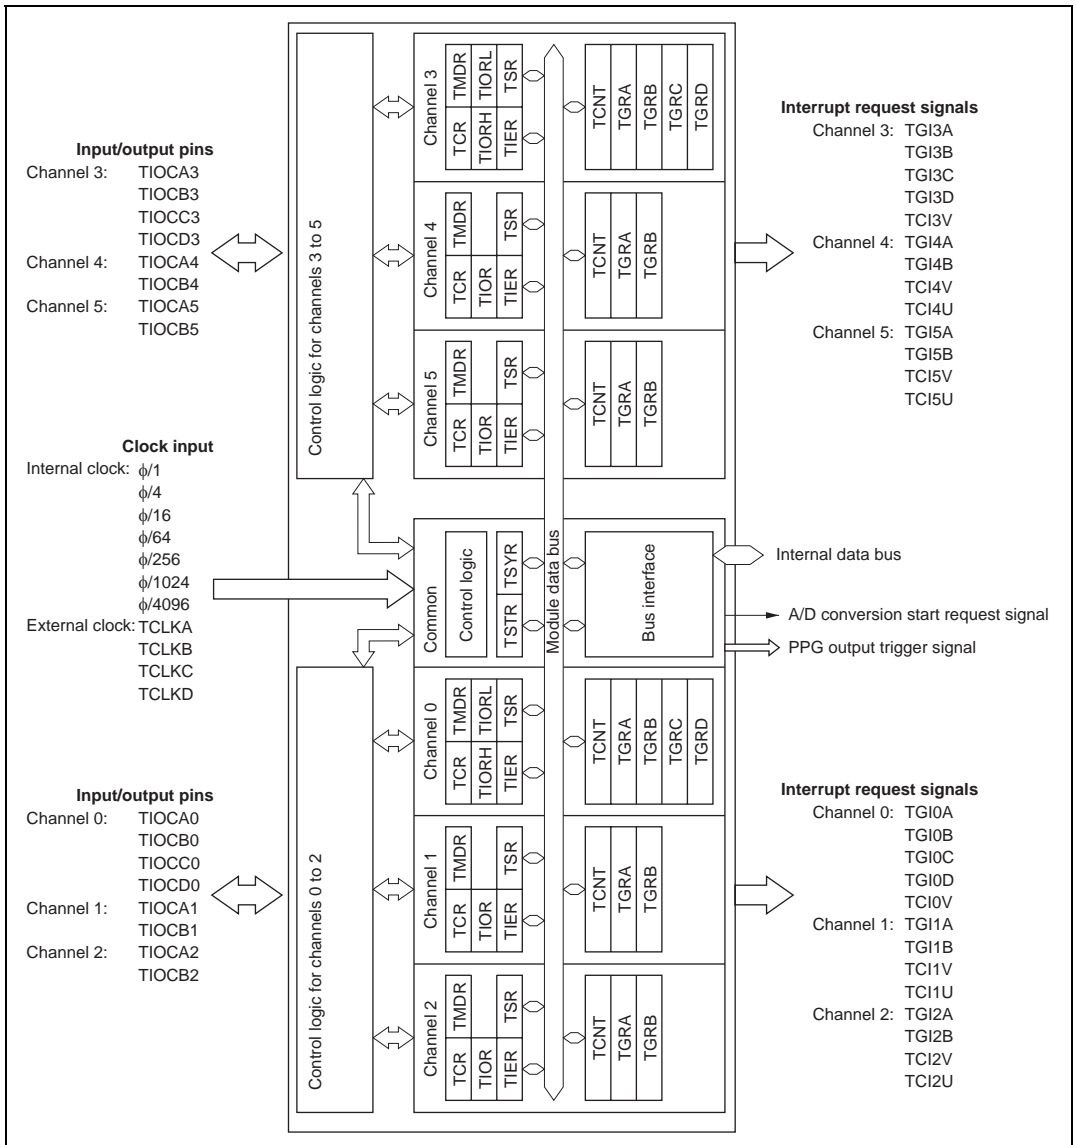 Input/output pins
Channel 3: TIOCA3
TIOCB3
TIOCC3
TIOCD3
Channel 4: TIOCA4
TIOCB4
Channel 5: TIOCA5
TIOCB5
Clock input
Internal clock: ϕ/1
ϕ/4
ϕ/16
ϕ/64
ϕ/256
ϕ/1024
ϕ/4096
External clock: TCLKA
TCLKB
TCLKC
TCLKD
Input/output pins
Channel 0: TIOCA0
TIOCB0
TIOCC0
TIOCD0
Channel 1: TIOCA1
TIOCB1
Channel 2: TIOCA2
TIOCB2
Control logic for channels 3 to 5
Control logic for channels 0 to 2
Channel 3
TCR TMDR
TIORH TIORL
TIER TSR
TCNT
TGRA
TGRB
TGRC
TGRD
Channel 4
TCR TMDR
TIOR
TIER TSR
TCNT
TGRA
TGRB
Channel 5
TCR TMDR
TIOR
TIER TSR
TCNT
TGRA
TGRB
Common
Control logic
TSTR TSYR
Module data bus
Bus interface
Channel 0
TCR TMDR
TIORH TIORL
TIER TSR
TCNT
TGRA
TGRB
TGRC
TGRD
Channel 1
TCR TMDR
TIOR
TIER TSR
TCNT
TGRA
TGRB
Channel 2
TCR TMDR
TIOR
TIER TSR
TCNT
TGRA
TGRB
Interrupt request signals
Channel 3: TGI3A
TGI3B
TGI3C
TGI3D
TCI3V
Channel 4: TGI4A
TGI4B
TCI4V
TCI4U
Channel 5: TGI5A
TGI5B
TCI5V
TCI5U
Internal data bus
A/D conversion start request signal
PPG output trigger signal
Interrupt request signals
Channel 0: TGI0A
TGI0B
TGI0C
TGI0D
TCI0V
Channel 1: TGI1A
TGI1B
TCI1V
TCI1U
Channel 2: TGI2A
TGI2B
TCI2V
TCI2U